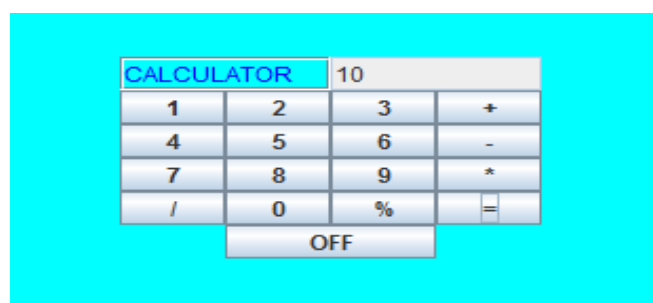 CALCULATOR 10
1 2 3 +
4 5 6 -
7 8 9 *
/ 0 % =
OFF